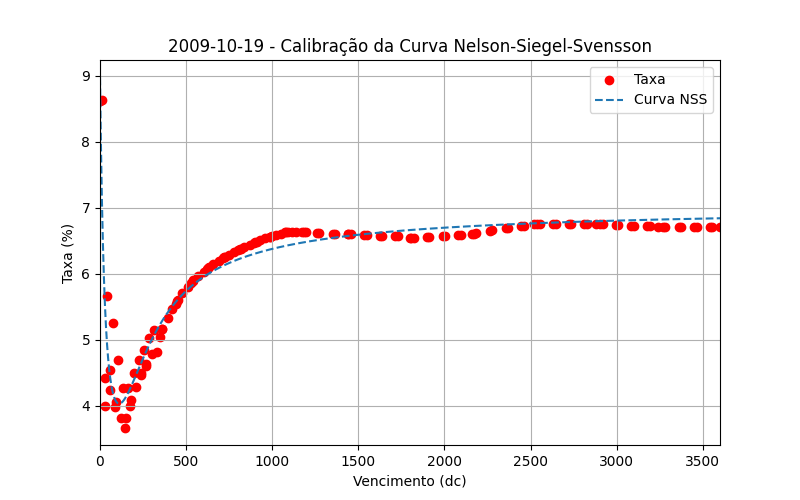 2009-10-19 - Calibração da Curva Nelson-Siegel-Svensson
Taxa
Curva NSS
Taxa (%)
9
8
7
6
5
4
0 500 1000 1500 2000 2500 3000 3500
Vencimento (dc)